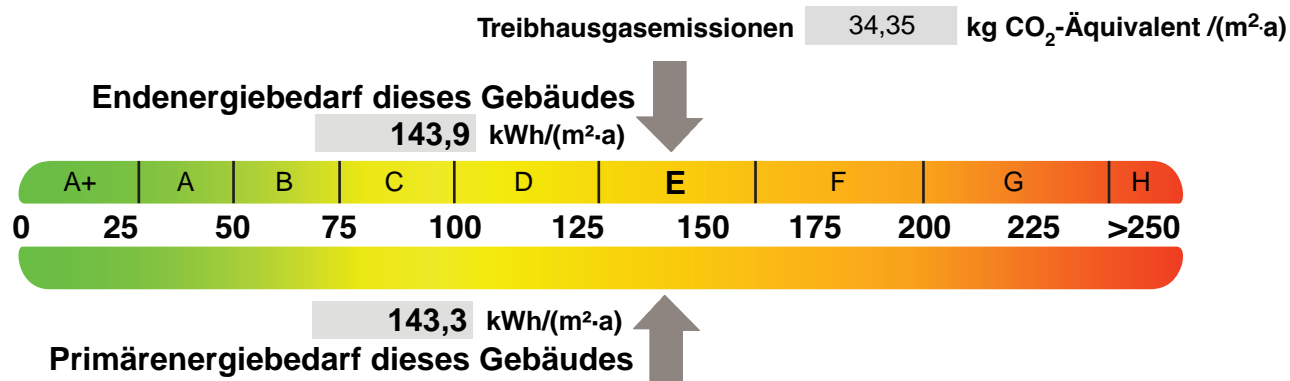 Treibhausgasemissionen 34,35 kg CO₂-Äquivalent /(m²·a)
Endenergiebedarf dieses Gebäudes
143,9 kWh/(m²·a)
A+ A B C D E F G H
0 25 50 75 100 125 150 175 200 225 >250
143,3 kWh/(m²·a)
Primärenergiebedarf dieses Gebäudes